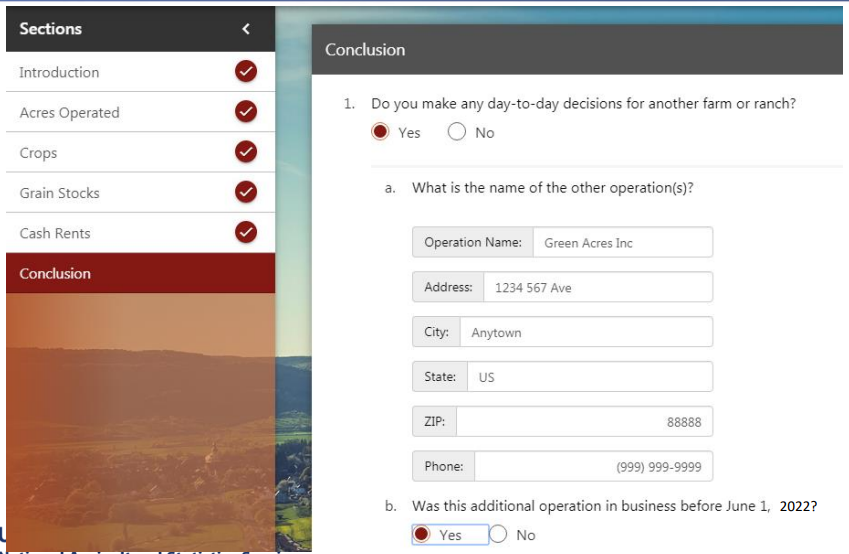 Sections
Introduction
Acres Operated
Crops
Grain Stocks
Cash Rents
Conclusion
Conclusion
1. Do you make any day-to-day decisions for another farm or ranch?
Yes No
a. What is the name of the other operation(s)?
Operation Name: Green Acres Inc
Address: 1234 567 Ave
City: Anytown
State: US
ZIP: 88888
Phone: (999) 999-9999
b. Was this additional operation in business before June 1, 2022?
Yes No